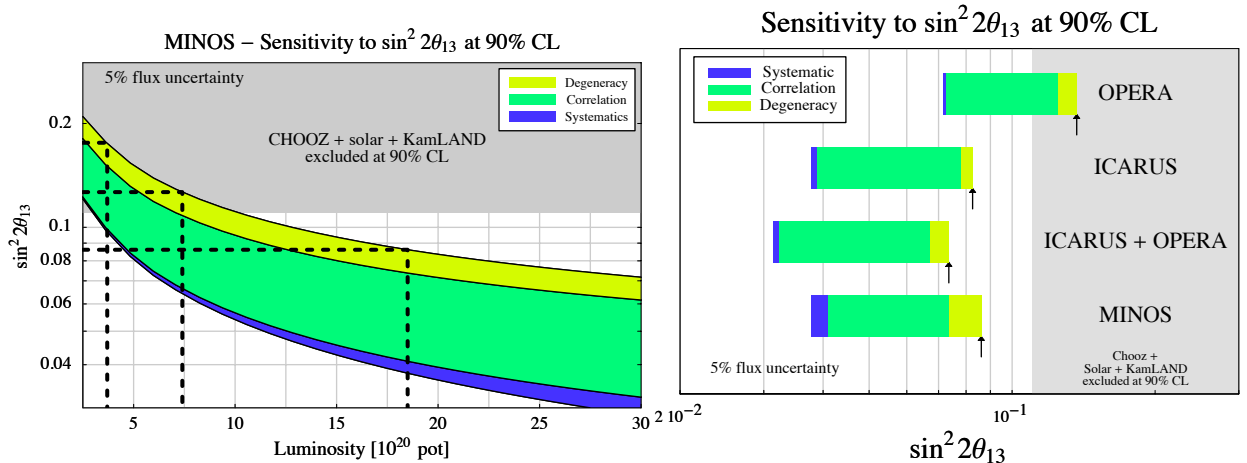 MINOS – Sensitivity to sin² 2θ₁₃ at 90% CL
5% flux uncertainty
Degeneracy
Correlation
Systematics
CHOOZ + solar + KamLAND
excluded at 90% CL
sin² 2θ₁₃
0.2
0.1
0.08
0.06
0.04
5
10
15
20
25
30
Luminosity [10²⁰ pot]
Sensitivity to sin² 2θ₁₃ at 90% CL
Systematic
Correlation
Degeneracy
OPERA
ICARUS
ICARUS + OPERA
MINOS
5% flux uncertainty
Chooz +
Solar + KamLAND
excluded at 90% CL
2 10⁻²
10⁻¹
sin² 2θ₁₃